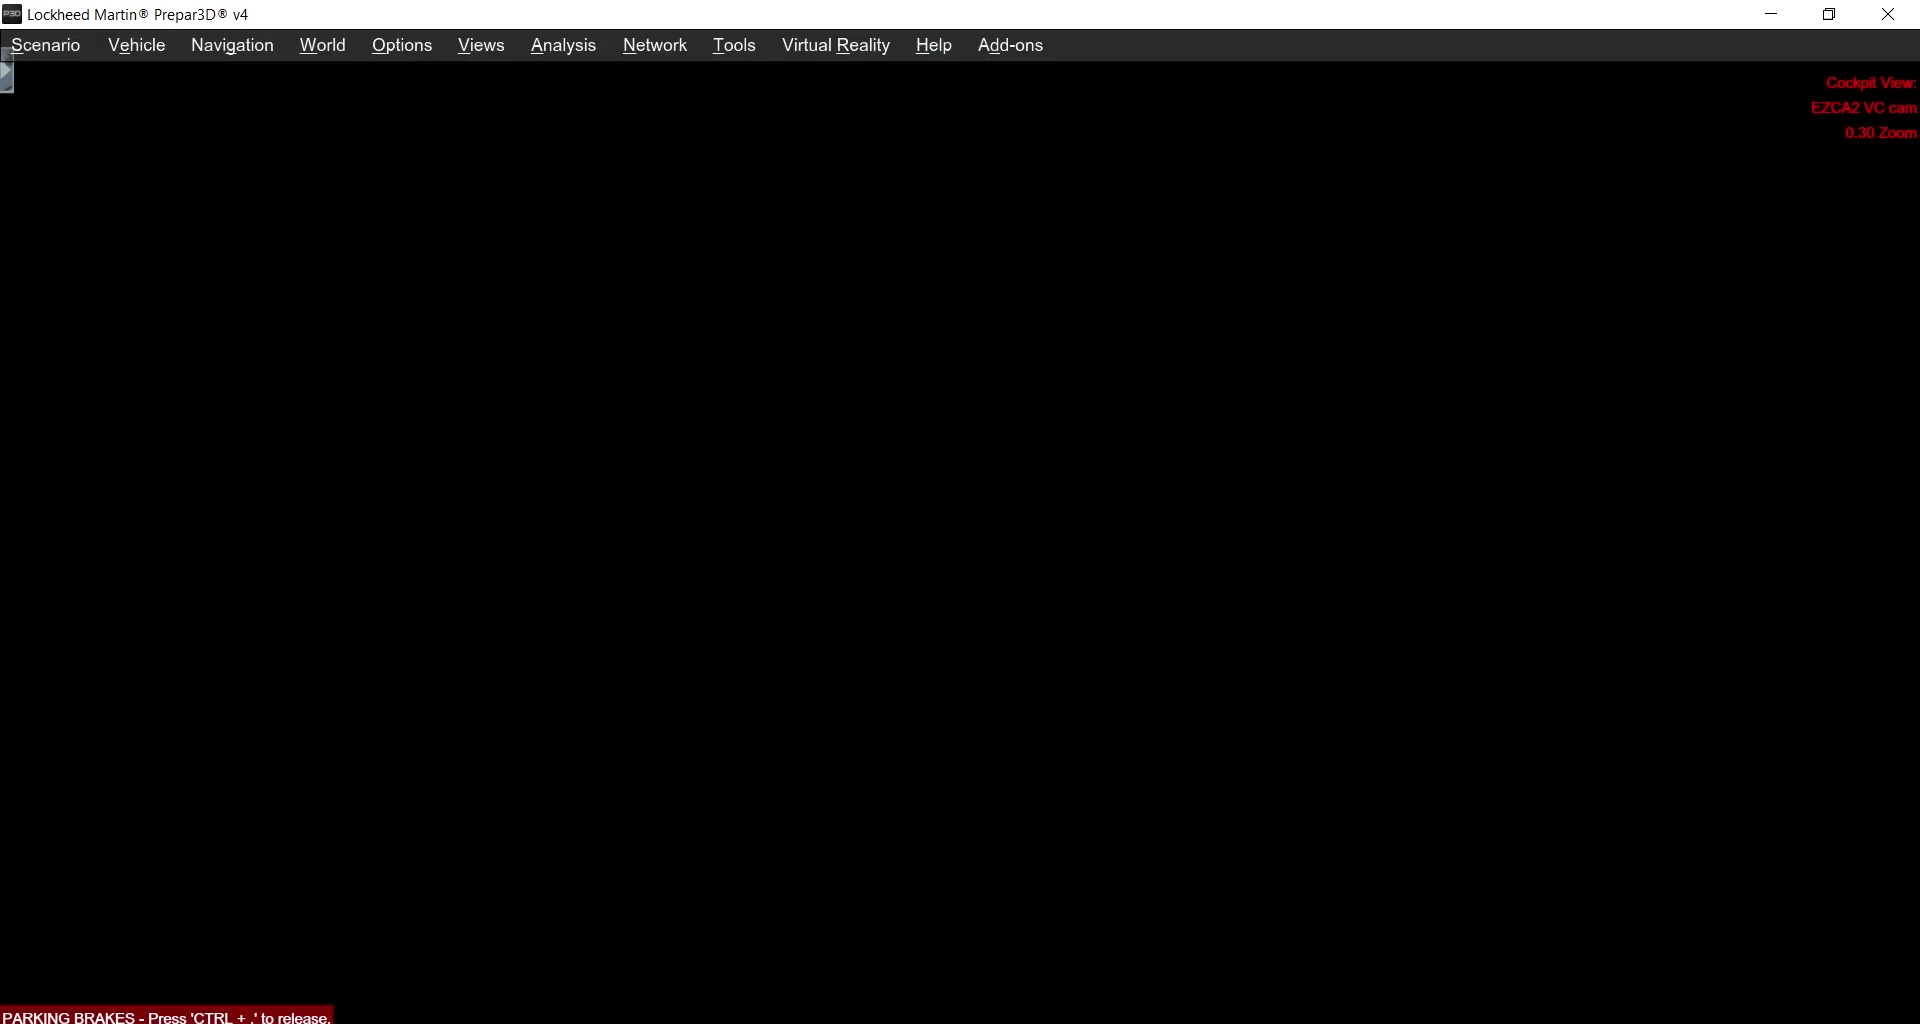 P3D Lockheed Martin® Prepar3D® v4
Scenario Vehicle Navigation World Options Views Analysis Network Tools Virtual Reality Help Add-ons
Cockpit View:
EZCA2 VC cam
0.30 Zoom
PARKING BRAKES - Press 'CTRL + .' to release.